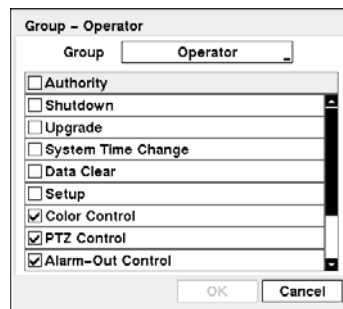 Group – Operator
Group Operator
Authority
Shutdown
Upgrade
System Time Change
Data Clear
Setup
Color Control
PTZ Control
Alarm–Out Control
OK Cancel